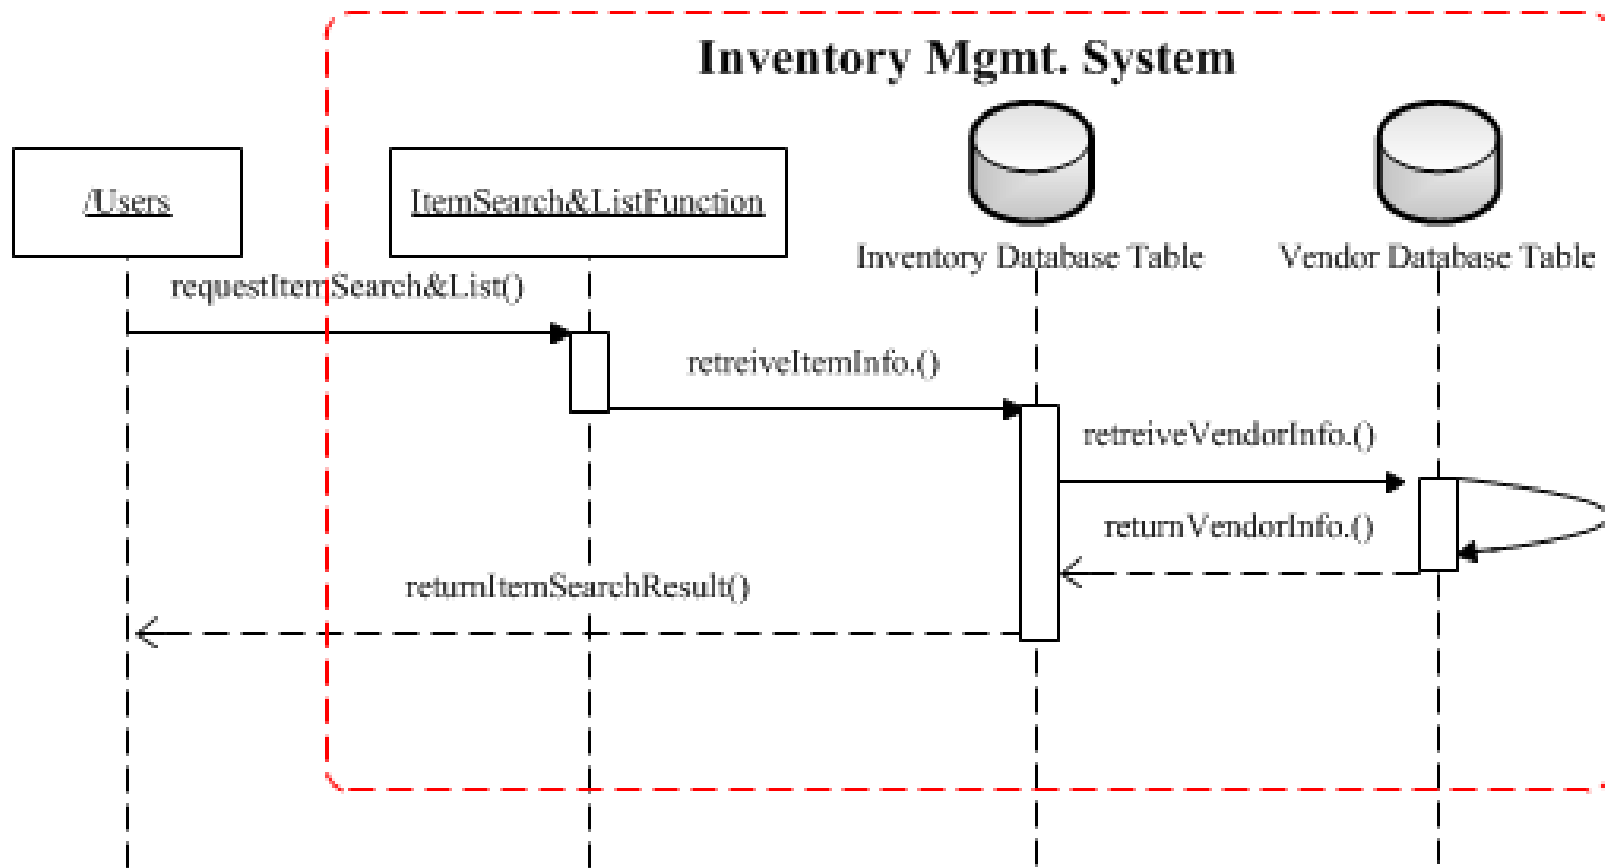 Inventory Mgmt. System
/Users
ItemSearch&ListFunction
Inventory Database Table
Vendor Database Table
requestItemSearch&List()
retreiveItemInfo.()
retreiveVendorInfo.()
returnVendorInfo.()
returnItemSearchResult()